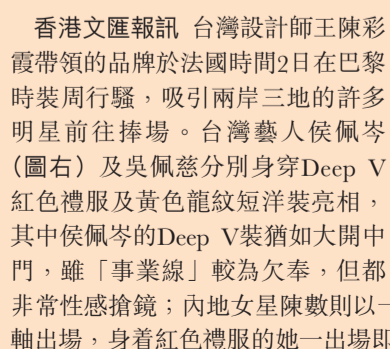 香港文匯報訊 台灣設計師王陳彩
霞帶領的品牌於法國時間2日在巴黎
時裝周行騷，吸引兩岸三地的許多
明星前往捧場。台灣藝人侯佩岑
（圖右）及吳佩慈分別身穿Deep V
紅色禮服及黃色龍紋短洋裝亮相，
其中侯佩岑的Deep V裝猶如大開中
門，雖「事業線」較為欠奉，但都
非常性感搶鏡；內地女星陳數則以一
軸出場，身着紅色禮服的她一出場即